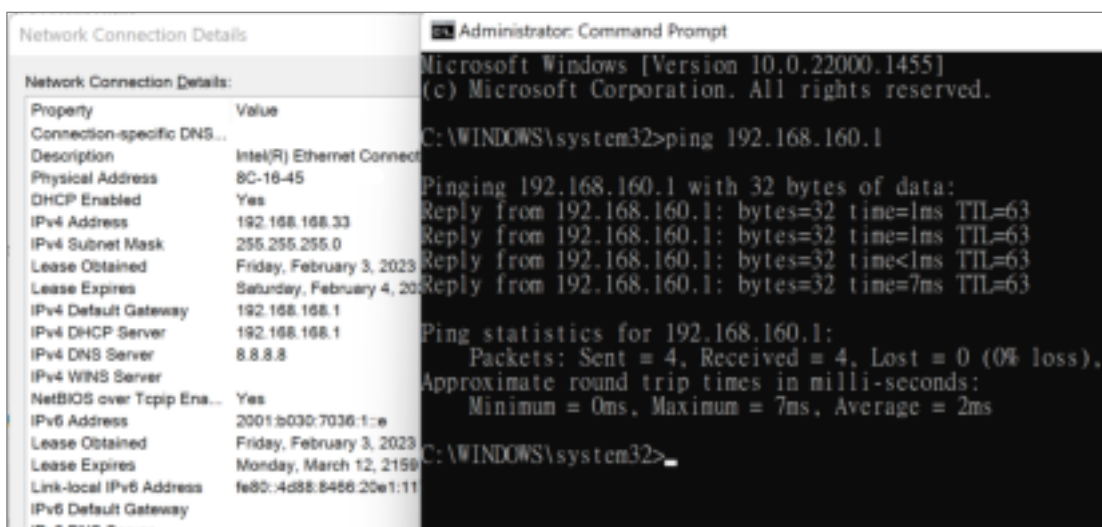 Network Connection Details
Network Connection Details:
Property Value
Connection-specific DNS...
Description Intel(R) Ethernet Connect
Physical Address 8C-16-45
DHCP Enabled Yes
IPv4 Address 192.168.168.33
IPv4 Subnet Mask 255.255.255.0
Lease Obtained Friday, February 3, 2023
Lease Expires Saturday, February 4, 20
IPv4 Default Gateway 192.168.168.1
IPv4 DHCP Server 192.168.168.1
IPv4 DNS Server 8.8.8.8
IPv4 WINS Server
NetBIOS over Tcpip Ena... Yes
IPv6 Address 2001:b030:7036:1::e
Lease Obtained Friday, February 3, 2023
Lease Expires Monday, March 12, 2159
Link-local IPv6 Address fe80::4d88:8466:20e1:11
IPv6 Default Gateway
Administrator: Command Prompt
Microsoft Windows [Version 10.0.22000.1455]
(c) Microsoft Corporation. All rights reserved.
C:\WINDOWS\system32>ping 192.168.160.1
Pinging 192.168.160.1 with 32 bytes of data:
Reply from 192.168.160.1: bytes=32 time=1ms TTL=63
Reply from 192.168.160.1: bytes=32 time=1ms TTL=63
Reply from 192.168.160.1: bytes=32 time<1ms TTL=63
Reply from 192.168.160.1: bytes=32 time=7ms TTL=63
Ping statistics for 192.168.160.1:
Packets: Sent = 4, Received = 4, Lost = 0 (0% loss),
Approximate round trip times in milli-seconds:
Minimum = 0ms, Maximum = 7ms, Average = 2ms
C:\WINDOWS\system32>